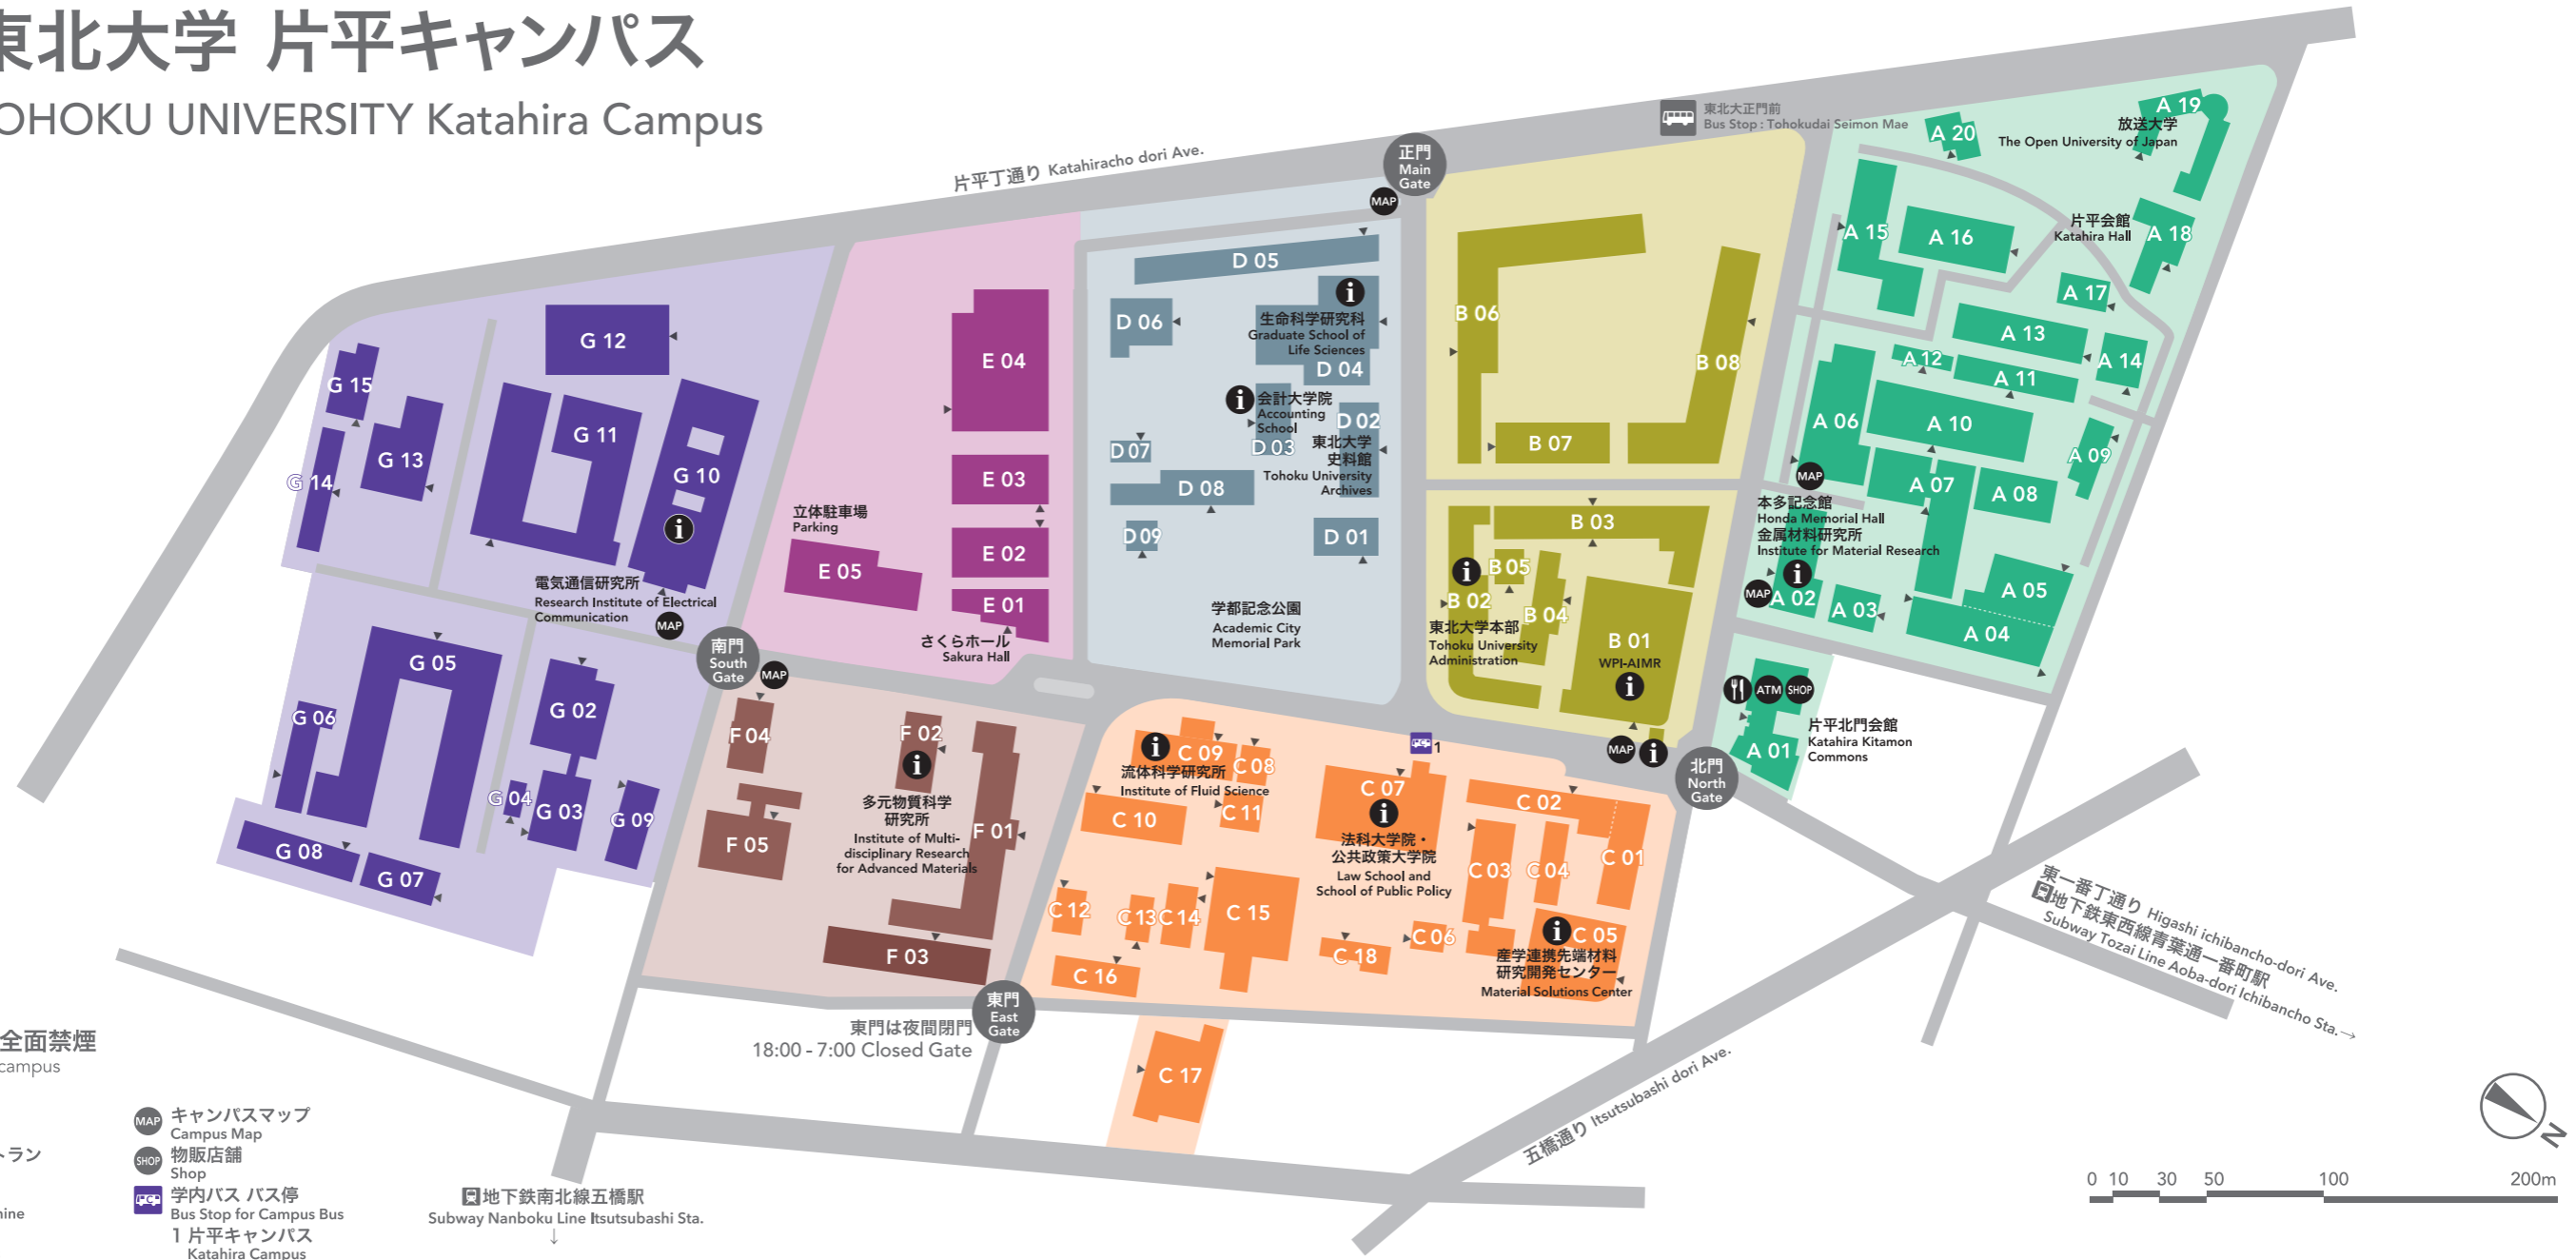 東北大学 片平キャンパス
OHOKU UNIVERSITY Katahira Campus
片平丁通り Katahiracho dori Ave.
正門
Main
Gate
MAP
東北大正門前
Bus Stop : Tohokudai Seimon Mae
A 20
A 19
放送大学
The Open University of Japan
A 15
A 16
片平会館
Katahira Hall
A 18
A 17
A 13
A 14
A 12
A 11
A 06
A 10
A 09
MAP
A 07
A 08
本多記念館
Honda Memorial Hall
金属材料研究所
Institute for Material Research
MAP
A 02
A 03
A 05
A 04
ATM
SHOP
片平北門会館
Katahira Kitamon
Commons
A 01
B 06
B 08
B 07
B 03
B 05
B 02
B 04
東北大学本部
Tohoku University
Administration
B 01
WPI-AIMR
MAP
北門
North
Gate
D 05
D 06
生命科学研究科
Graduate School of
Life Sciences
D 04
会計大学院
Accounting
School
D 03
D 02
東北大学
史料館
Tohoku University
Archives
D 07
D 08
D 09
D 01
学都記念公園
Academic City
Memorial Park
E 04
E 03
E 02
E 01
立体駐車場
Parking
E 05
さくらホール
Sakura Hall
G 12
G 15
G 11
G 13
G 14
G 10
電気通信研究所
Research Institute of Electrical
Communication
MAP
南門
South
Gate
MAP
G 05
G 06
G 02
G 04
G 03
G 09
G 08
G 07
F 04
F 02
F 05
F 01
多元物質科学
研究所
Institute of Multi-
disciplinary Research
for Advanced Materials
F 03
東門
East
Gate
東門は夜間閉門
18:00 - 7:00 Closed Gate
C 09
C 08
流体科学研究所
Institute of Fluid Science
C 10
C 11
1
C 07
法科大学院・
公共政策大学院
Law School and
School of Public Policy
C 02
C 03
C 04
C 01
C 12
C 13
C 14
C 15
C 16
C 18
C 06
C 05
産学連携先端材料
研究開発センター
Material Solutions Center
C 17
東一番丁通り Higashi ichibancho-dori Ave.
地下鉄東西線青葉通一番町駅
Subway Tozai Line Aoba-dori Ichibancho Sta.→
五橋通り Itsutsubashi dori Ave.
全面禁煙
campus
トラン
hine
MAP
キャンパスマップ
Campus Map
SHOP
物販店舗
Shop
学内バス バス停
Bus Stop for Campus Bus
1 片平キャンパス
Katahira Campus
地下鉄南北線五橋駅
Subway Nanboku Line Itsutsubashi Sta.
↓
N
0 10 30 50 100 200m